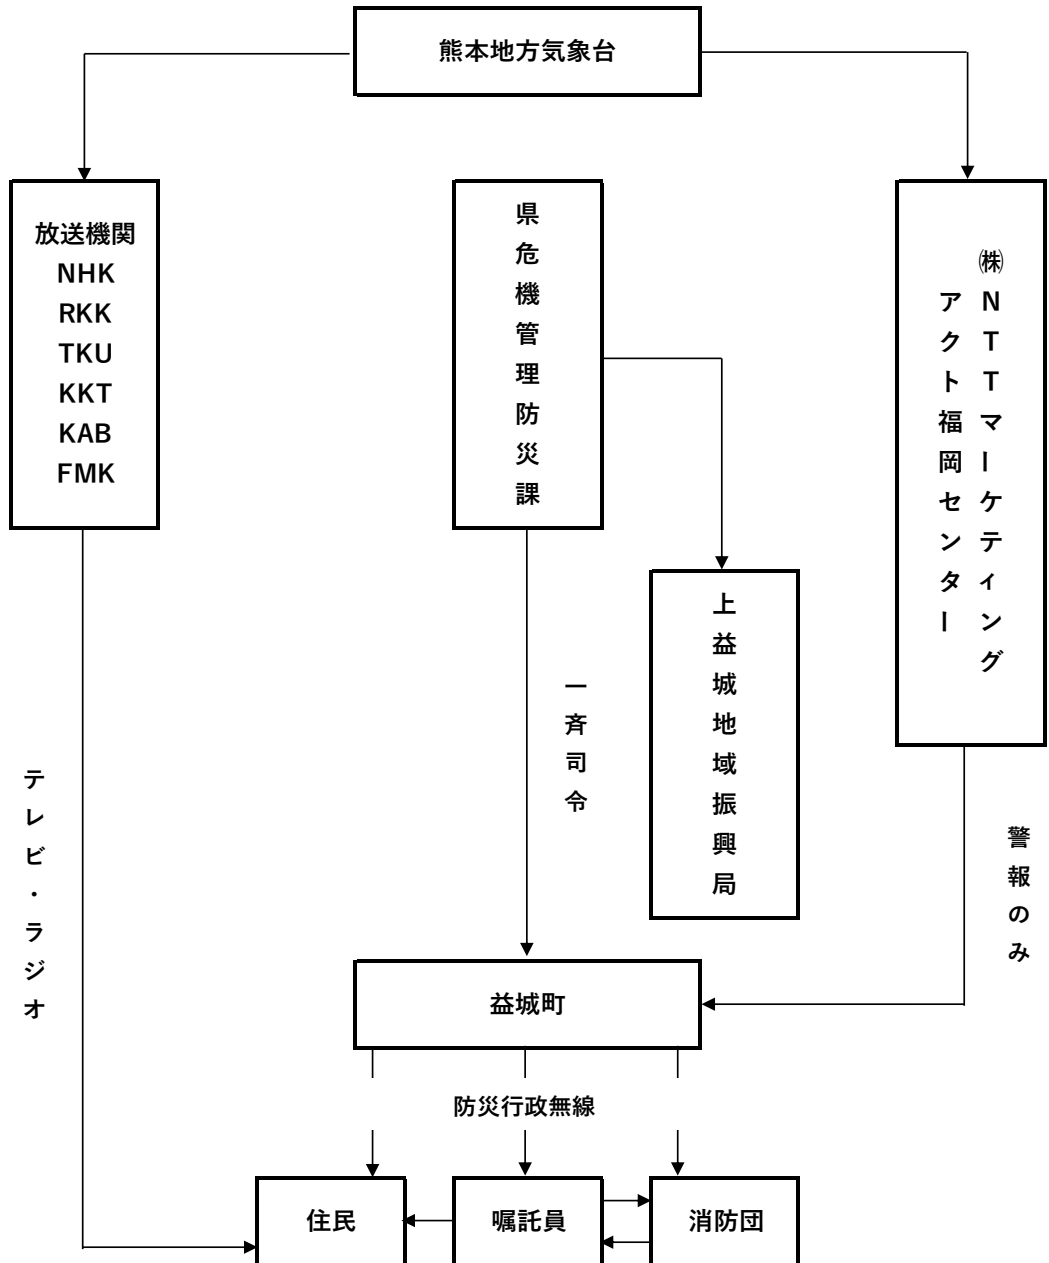 熊本地方気象台
放送機関
NHK
RKK
TKU
KKT
KAB
FMK
県危機管理防災課
㈱NTTマーケティング
アクト福岡センター
上益城地域振興局
一斉司令
テレビ・ラジオ
警報のみ
益城町
防災行政無線
住民
嘱託員
消防団